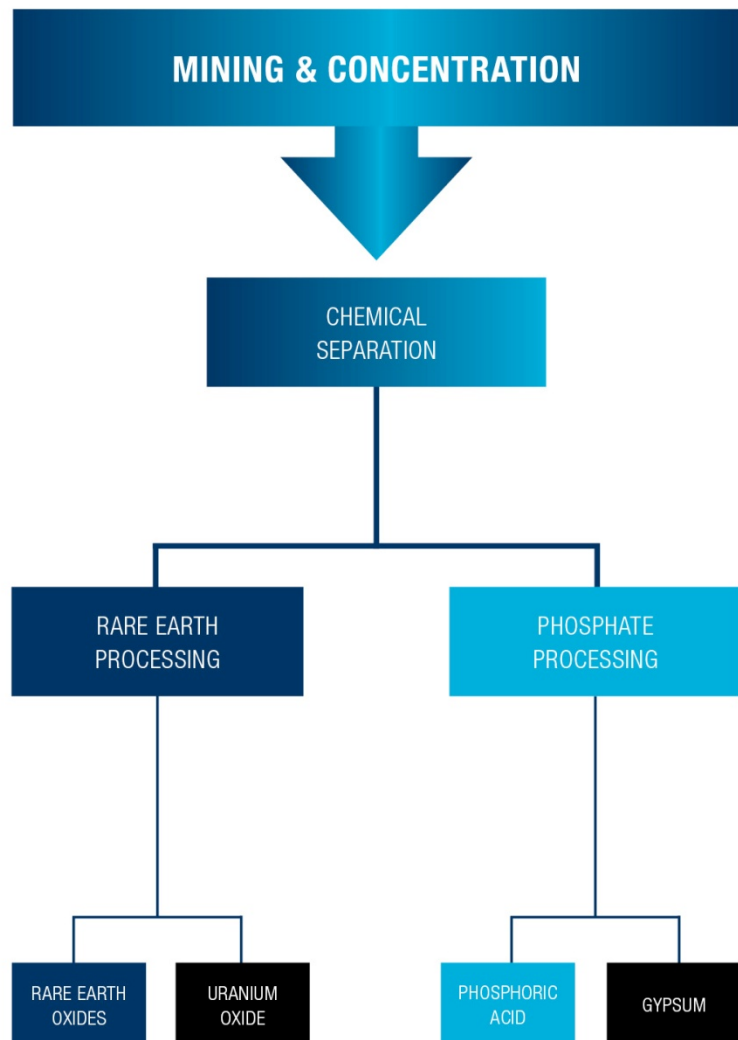 MINING & CONCENTRATION
CHEMICAL
SEPARATION
RARE EARTH
PROCESSING
PHOSPHATE
PROCESSING
RARE EARTH
OXIDES
URANIUM
OXIDE
PHOSPHORIC
ACID
GYPSUM